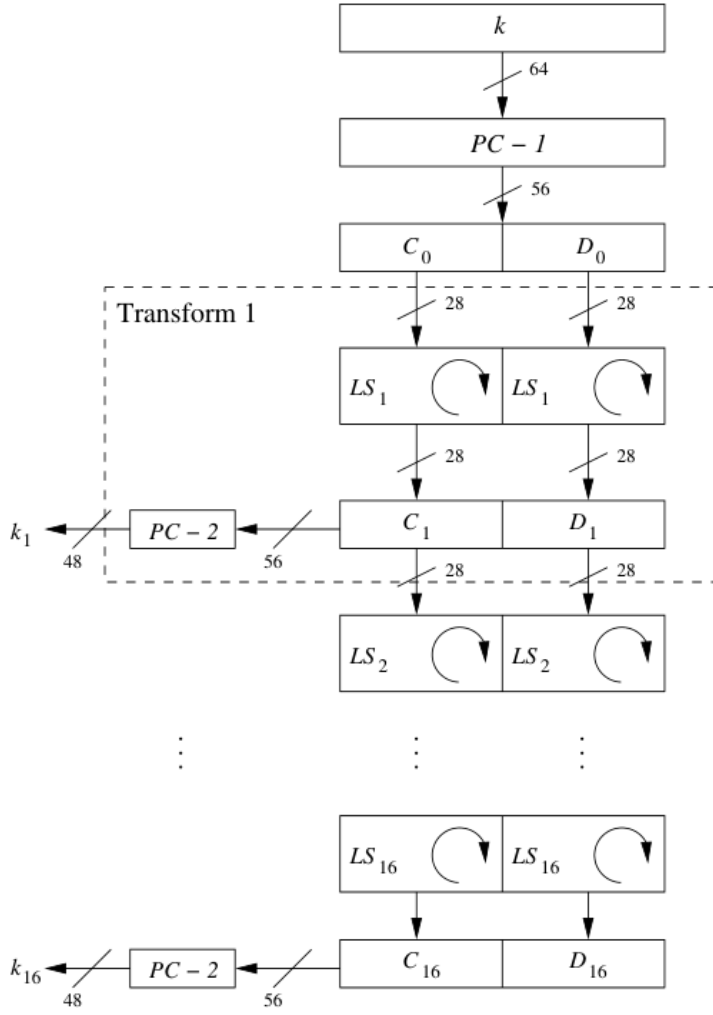 k
64
PC – 1
56
C0 D0
Transform 1
28 28
LS1 LS1
28 28
k1 48 PC – 2 56 C1 D1
28 28
LS2 LS2
LS16 LS16
k16 48 PC – 2 56 C16 D16